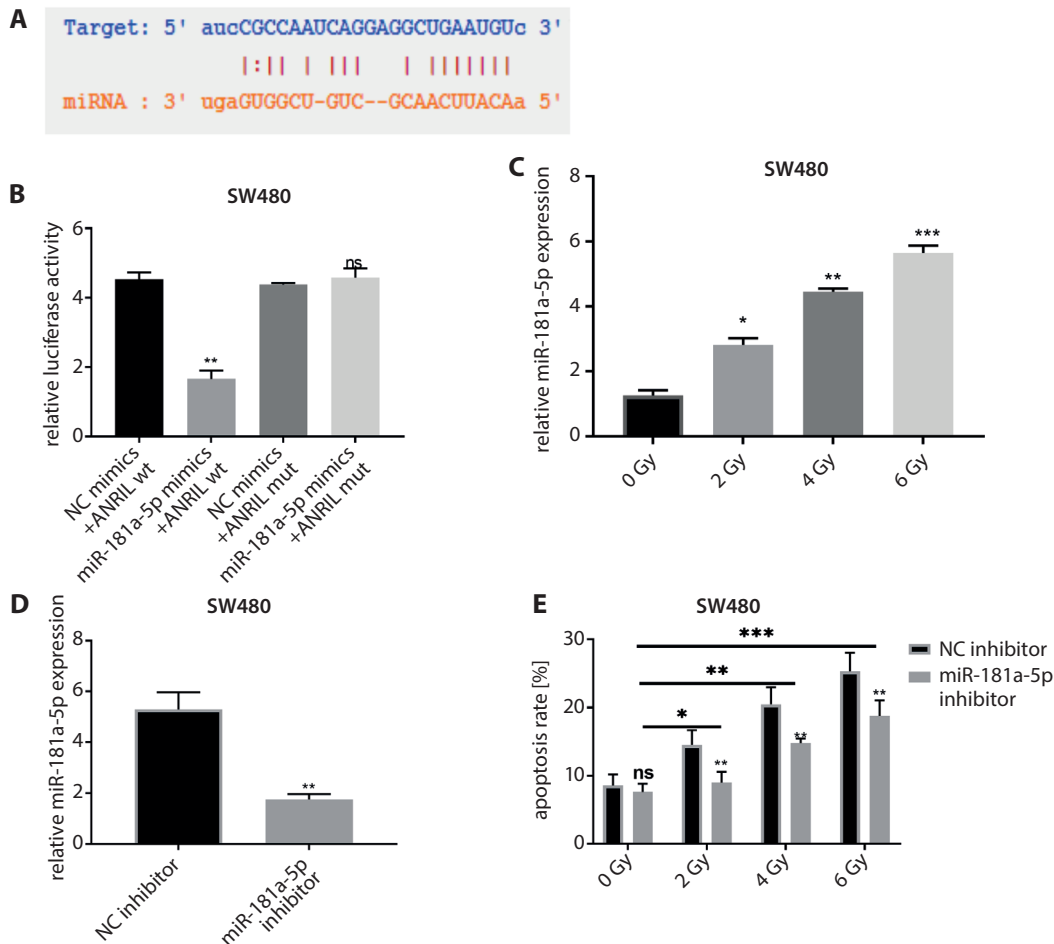 A
Target: 5' aucCGCCAAUCAGGAGGCUGAAUGUc 3'
|:|| | ||| | |||||||
miRNA : 3' ugaGUGGCU-GUC--GCAACUUACAa 5'
B
SW480
relative luciferase activity
6
4
2
0
**
ns
NC mimics
+ANRIL wt
miR-181a-5p mimics
+ANRIL wt
NC mimics
+ANRIL mut
miR-181a-5p mimics
+ANRIL mut
C
SW480
relative miR-181a-5p expression
8
6
4
2
0
*
**
***
0 Gy
2 Gy
4 Gy
6 Gy
D
SW480
relative miR-181a-5p expression
8
6
4
2
0
**
NC inhibitor
miR-181a-5p
inhibitor
E
SW480
apoptosis rate [%]
30
20
10
0
***
**
*
ns
**
**
**
0 Gy
2 Gy
4 Gy
6 Gy
NC inhibitor
miR-181a-5p
inhibitor